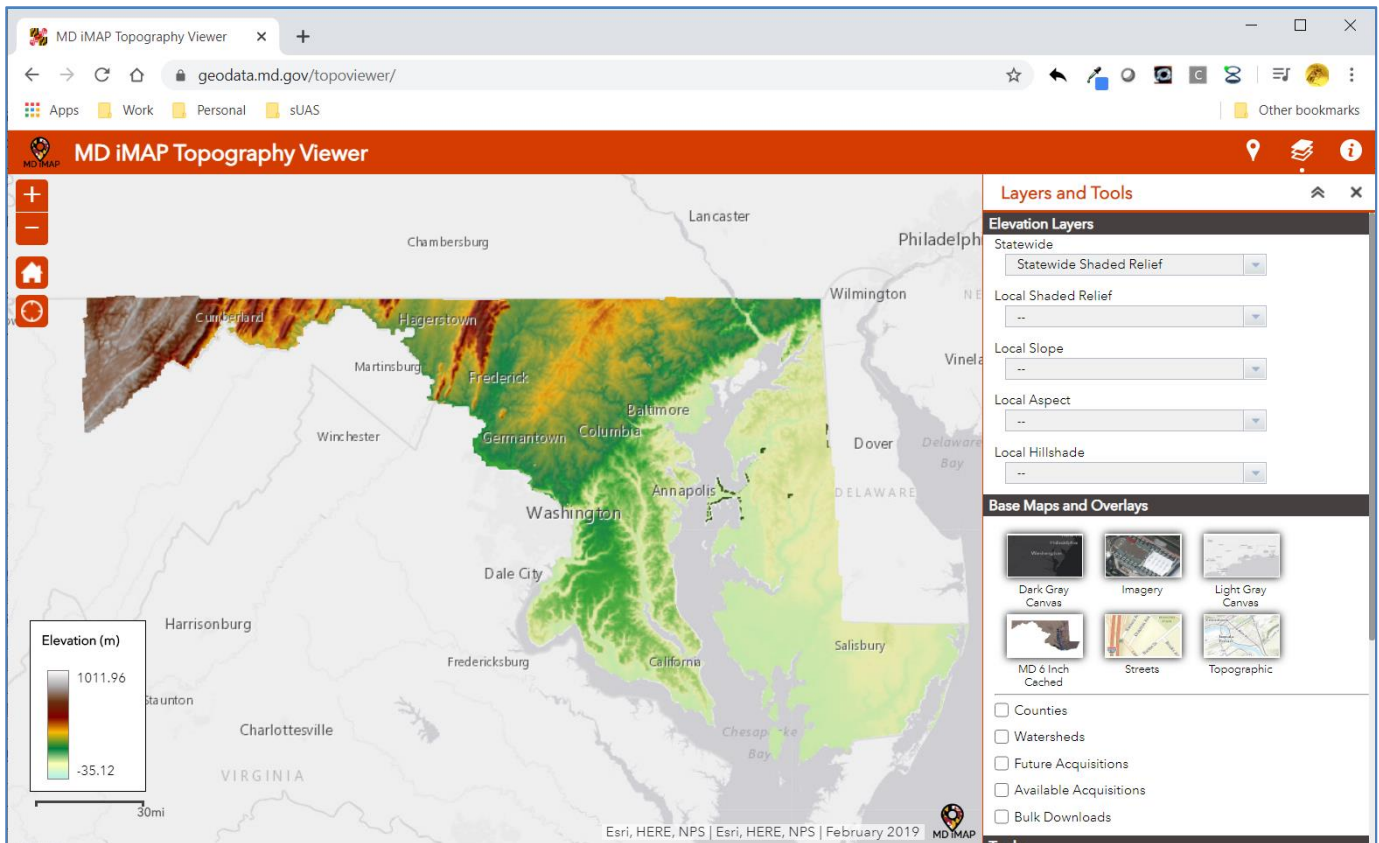 MD iMAP Topography Viewer
geodata.md.gov/topoviewer/
C
Apps Work Personal sUAS Other bookmarks
MD iMAP MD iMAP Topography Viewer
Layers and Tools
Elevation Layers
Statewide
Statewide Shaded Relief
Local Shaded Relief
--
Local Slope
--
Local Aspect
--
Local Hillshade
--
Base Maps and Overlays
Dark Gray Canvas
Imagery
Light Gray Canvas
MD 6 Inch Cached
Streets
Topographic
Counties
Watersheds
Future Acquisitions
Available Acquisitions
Bulk Downloads
Lancaster
Chambersburg
Philadelph
Wilmington
NE
Cumberland
Hagerstown
Vinela
Martinsburg
Frederick
Baltimore
Winchester
Germantown
Columbia
Dover
Delaware
Bay
Annapolis
DELAWARE
Washington
Dale City
Harrisonburg
Salisbury
Fredericksburg
California
Staunton
Charlottesville
Chesapeake
Bay
VIRGINIA
Elevation (m)
1011.96
-35.12
30mi
Esri, HERE, NPS | Esri, HERE, NPS | February 2019
MD iMAP